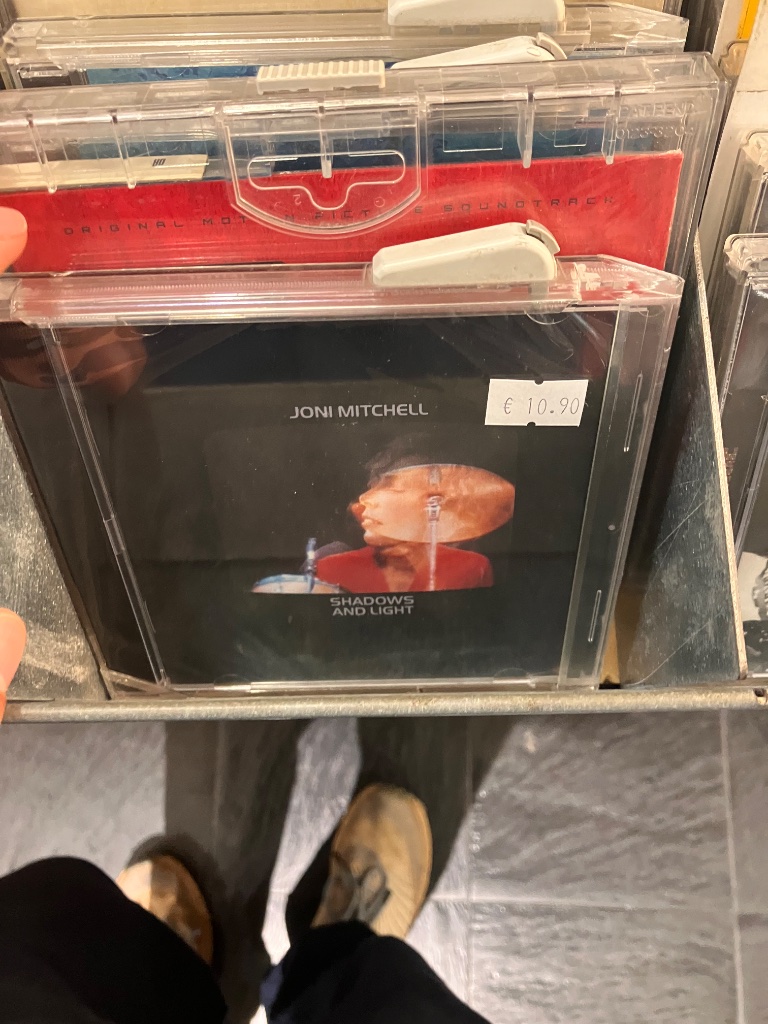 ORIGINAL MOTION PICTURE SOUNDTRACK
JONI MITCHELL
€ 10.90
SHADOWS
AND LIGHT